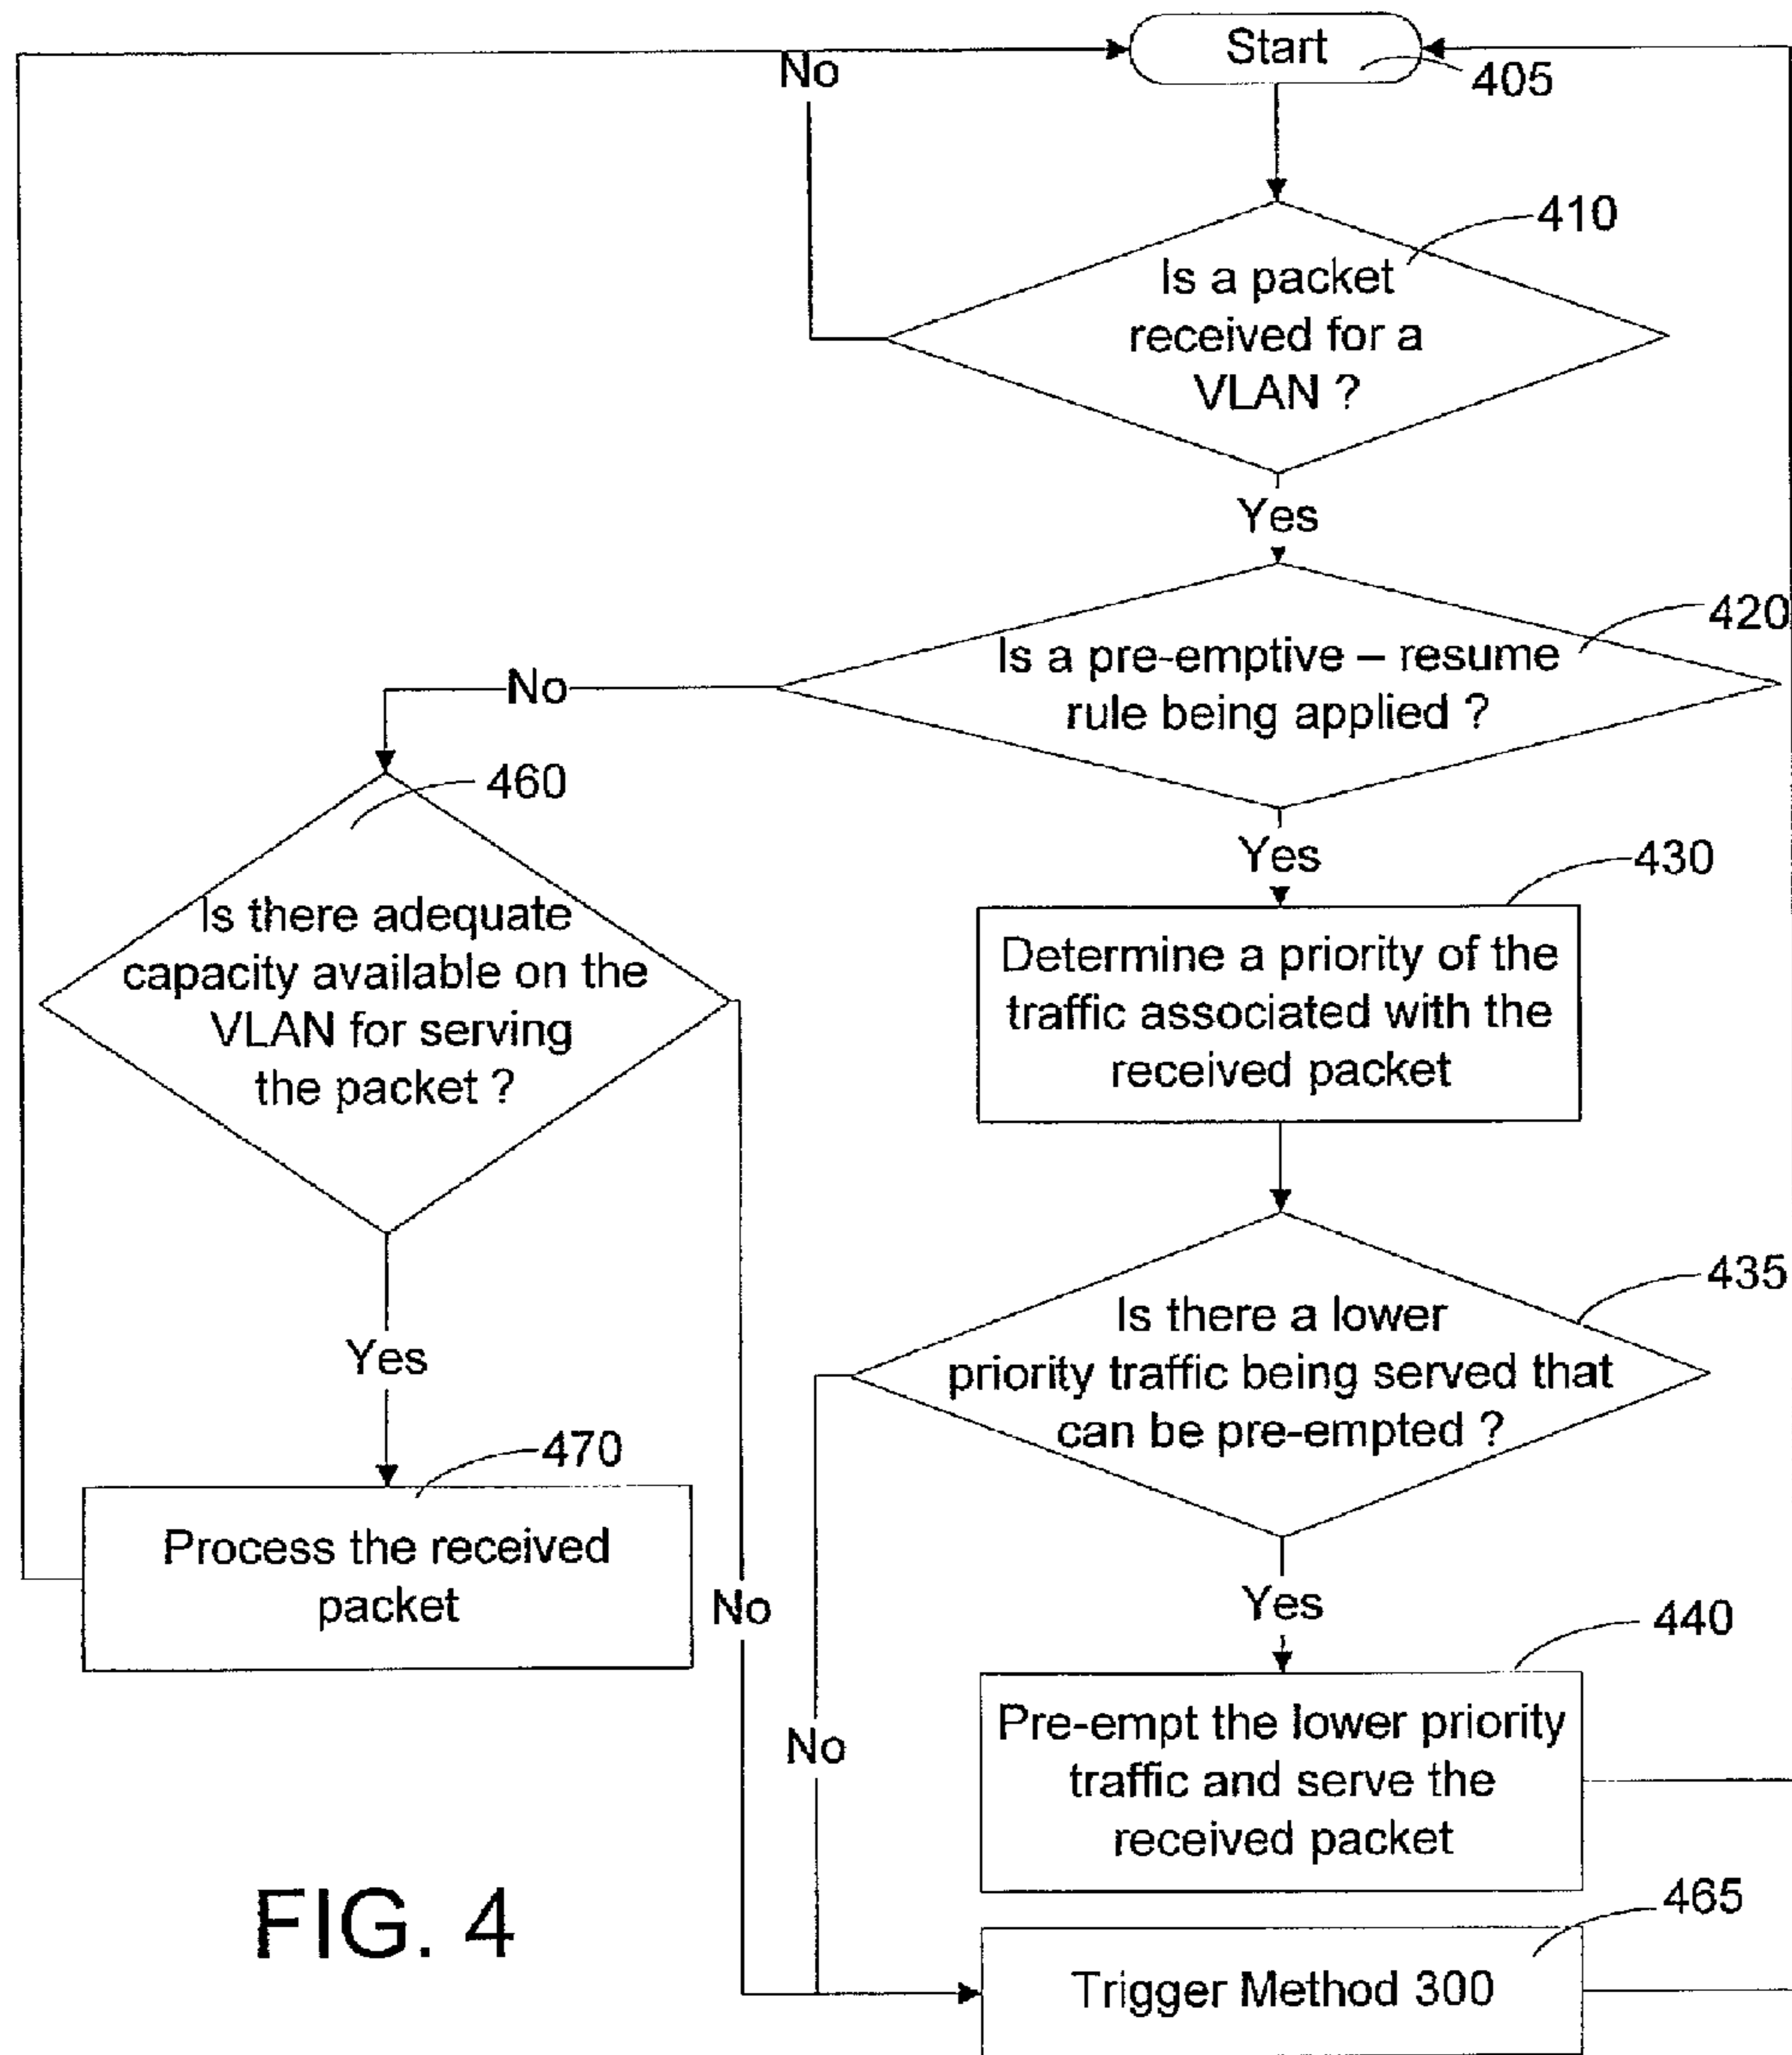 Start
405
No
410
Is a packet
received for a
VLAN ?
Yes
420
Is a pre-emptive – resume
rule being applied ?
No
460
Yes
430
Is there adequate
capacity available on the
VLAN for serving
the packet ?
Determine a priority of the
traffic associated with the
received packet
435
Is there a lower
priority traffic being served that
can be pre-empted ?
Yes
470
Process the received
packet
No
Yes
440
No
Pre-empt the lower priority
traffic and serve the
received packet
465
Trigger Method 300
FIG. 4